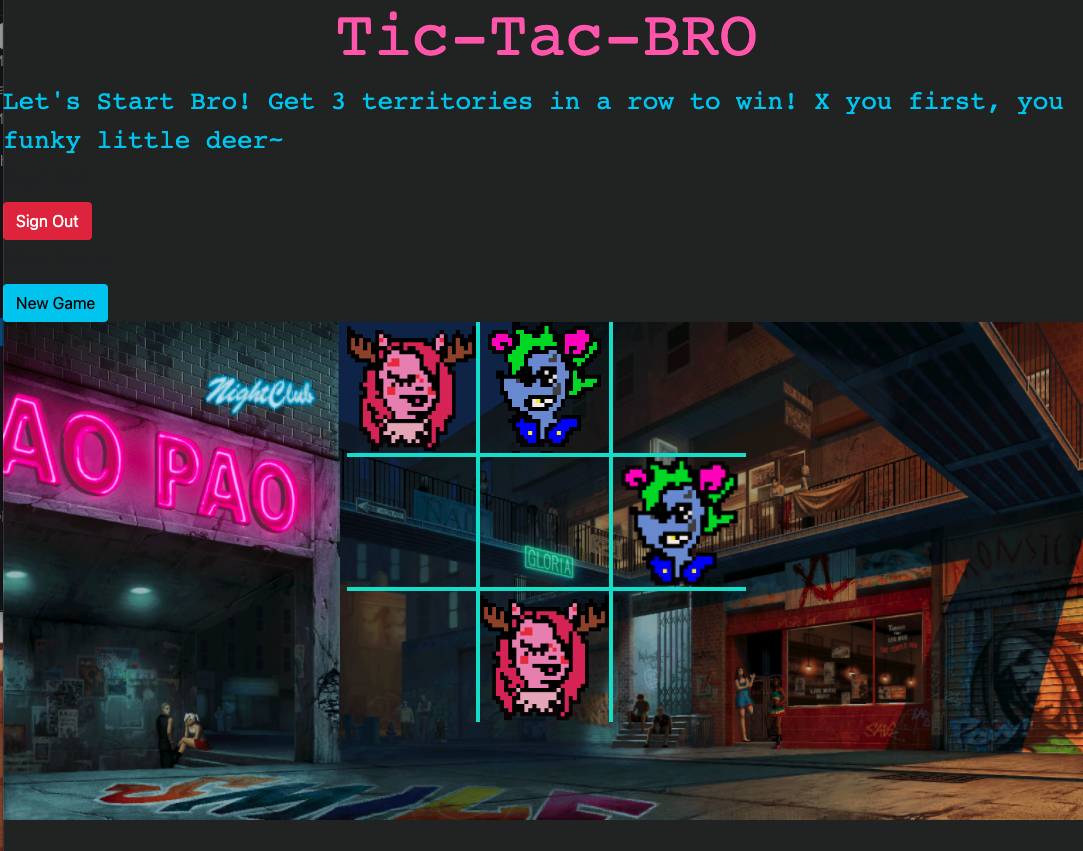 Tic-Tac-BRO
Let's Start Bro! Get 3 territories in a row to win! X you first, you
funky little deer~
Sign Out
New Game
NightClub
AO PAO
GLORIA
XL